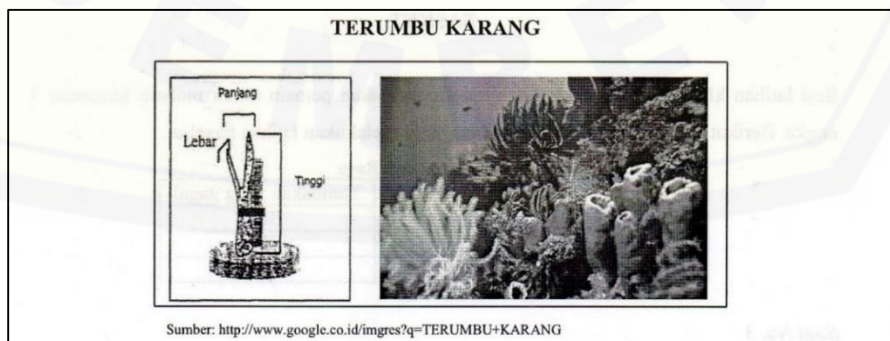 TERUMBU KARANG
Panjang
Lebar
Tinggi
Sumber: http://www.google.co.id/imgres?q=TERUMBU+KARANG